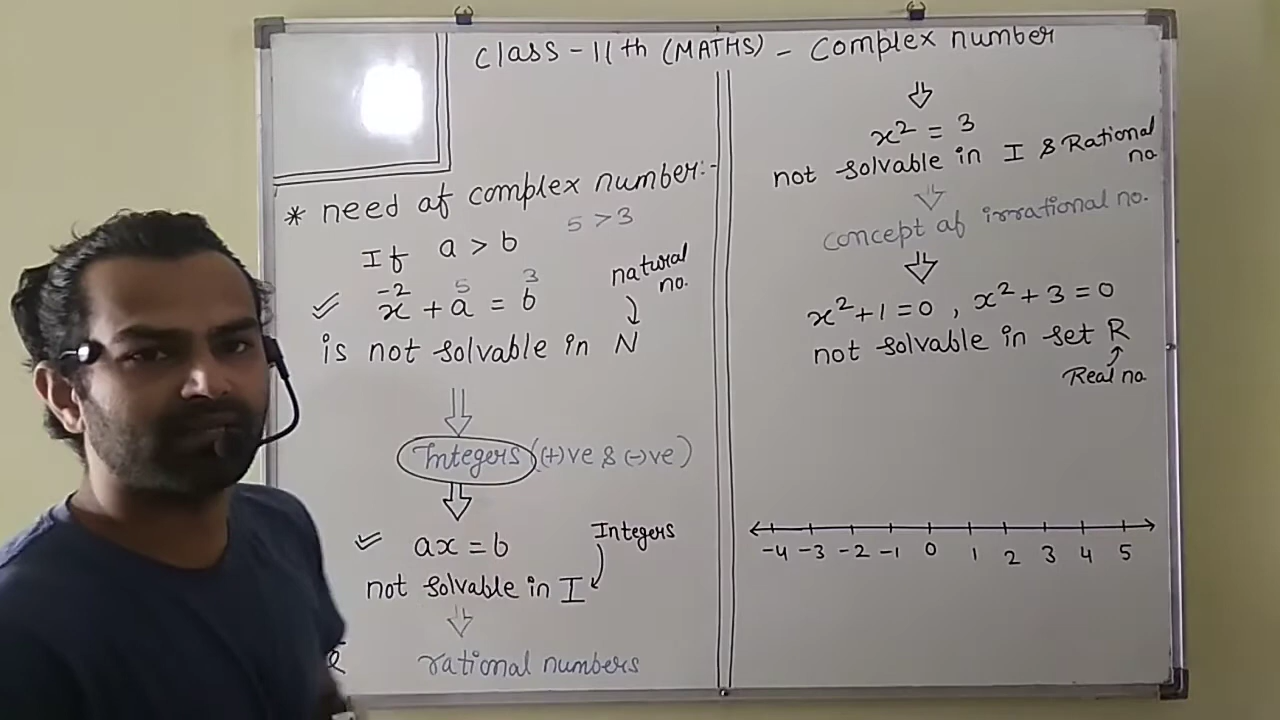 Class - 11th (MATHS) - Complex number
* need of complex number:-
If a > b
5 > 3
-2 5 3
x + a = b
natural no.
is not solvable in N
Integers (+)ve & (-)ve)
ax = b
Integers
not solvable in I
rational numbers
x² = 3
not solvable in I & Rational no
concept of irrational no.
x² + 1 = 0 , x² + 3 = 0
not solvable in set R
Real no.
-4 -3 -2 -1 0 1 2 3 4 5